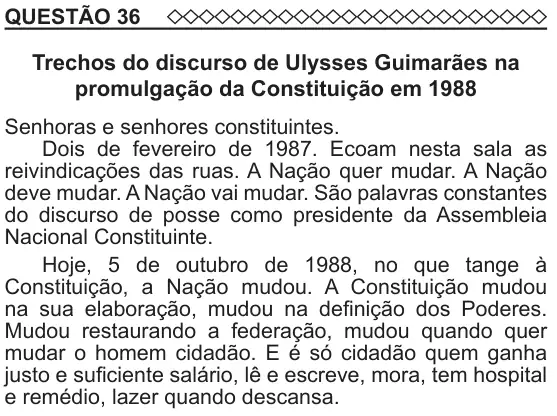 QUESTÃO 36
Trechos do discurso de Ulysses Guimarães na
promulgação da Constituição em 1988
Senhoras e senhores constituintes.
Dois de fevereiro de 1987. Ecoam nesta sala as
reivindicações das ruas. A Nação quer mudar. A Nação
deve mudar. A Nação vai mudar. São palavras constantes
do discurso de posse como presidente da Assembleia
Nacional Constituinte.
Hoje, 5 de outubro de 1988, no que tange à
Constituição, a Nação mudou. A Constituição mudou
na sua elaboração, mudou na definição dos Poderes.
Mudou restaurando a federação, mudou quando quer
mudar o homem cidadão. E é só cidadão quem ganha
justo e suficiente salário, lê e escreve, mora, tem hospital
e remédio, lazer quando descansa.